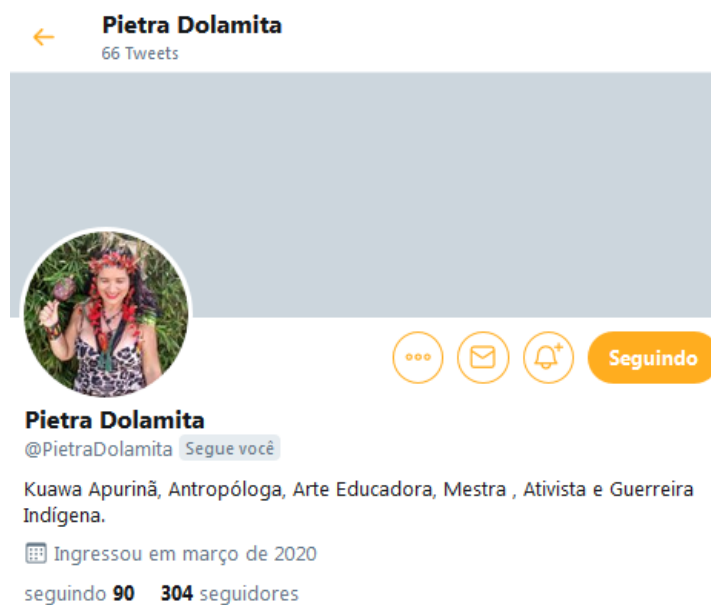 Pietra Dolamita
66 Tweets
Seguindo
Pietra Dolamita
@PietraDolamita Segue você
Kuawa Apurinã, Antropóloga, Arte Educadora, Mestra , Ativista e Guerreira
Indígena.
Ingressou em março de 2020
seguindo 90 304 seguidores